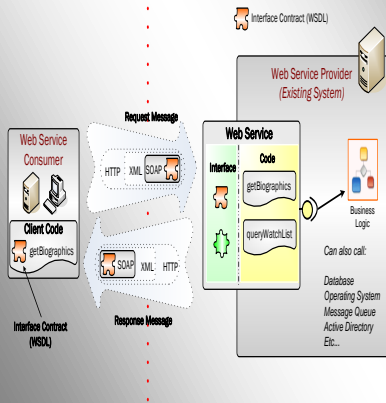 Interface Contract (WSDL)
Web Service Provider
(Existing System)
Request Message
Web Service
Consumer
HTTP XML SOAP
Web Service
Interface
Code
getBiographics
queryWatchList
Business
Logic
Client Code
getBiographics
SOAP XML HTTP
Can also call:
Database
Operating System
Message Queue
Active Directory
Etc...
Interface Contract
(WSDL)
Response Message